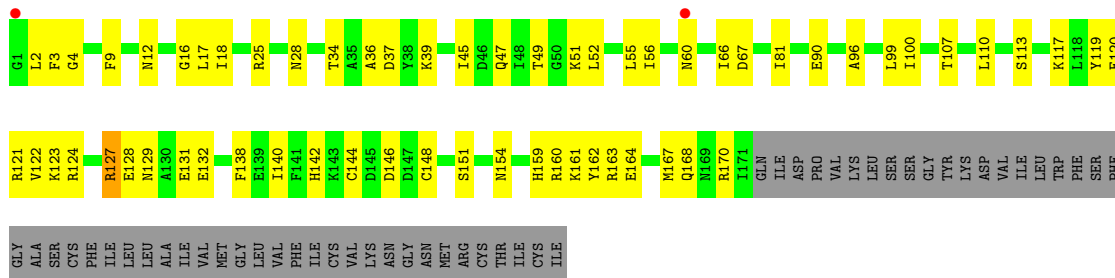 G1 L2 F3 G4 F9 N12 G16 L17 I18 R25 N28 T34 A35 A36 D37 Y38 K39 I45 D46 Q47 I48 T49 G50 K51 L52 L55 I56 N60 I66 D67 I81 E90 A96 L99 I100 T107 L110 S113 K117 L118 Y119 E120
R121 V122 K123 R124 R127 E128 N129 A130 E131 E132 F138 E139 I140 F141 H142 K143 C144 D145 D146 D147 C148 S151 N154 H159 R160 K161 Y162 R163 E164 M167 Q168 N169 R170 I171 GLN ILE ASP PRO VAL LYS LEU SER SER GLY TYR LYS ASP VAL ILE LEU TRP PHE SER PHE
GLY ALA SER CYS PHE ILE LEU LEU ALA ILE VAL MET GLY LEU VAL PHE ILE CYS VAL LYS ASN GLY ASN MET ARG CYS THR ILE CYS ILE